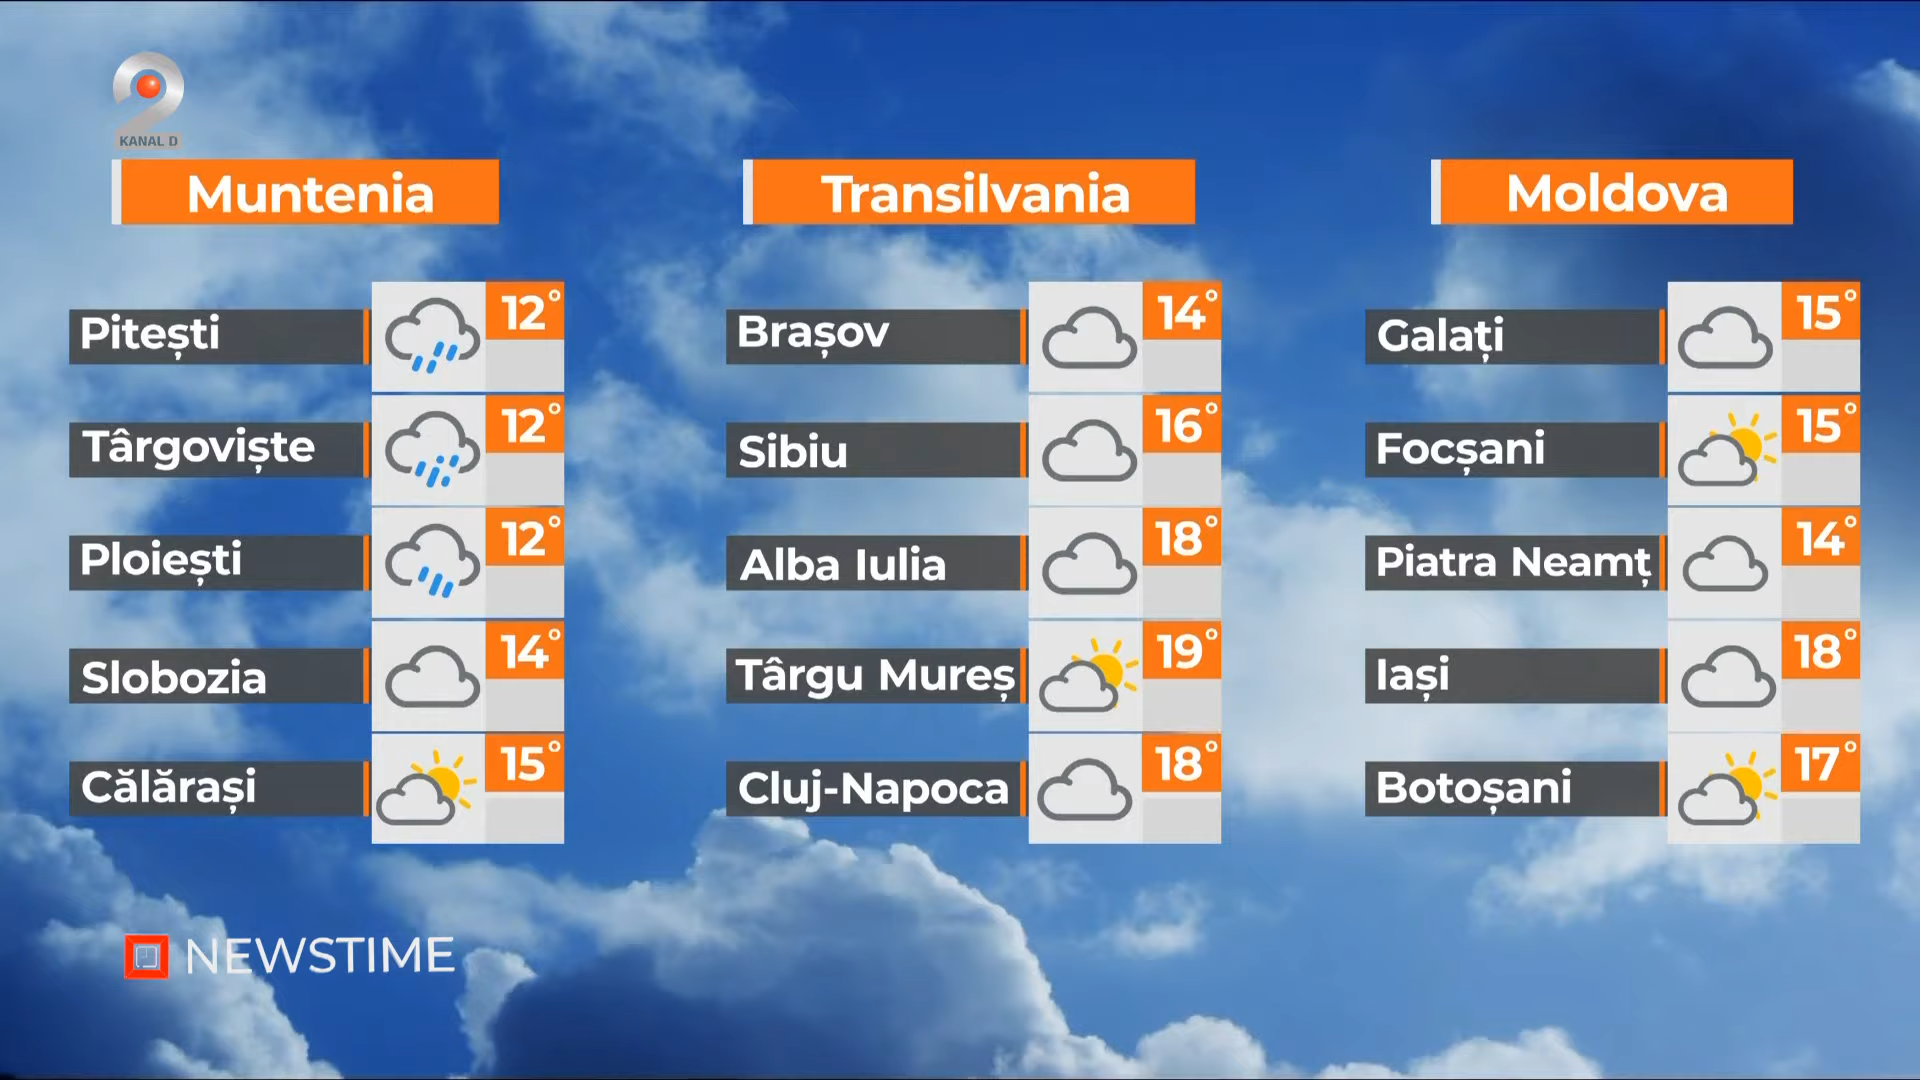 KANAL D
Muntenia
Pitești 12°
Târgoviște 12°
Ploiești 12°
Slobozia 14°
Călărași 15°
Transilvania
Brașov 14°
Sibiu 16°
Alba Iulia 18°
Târgu Mureș 19°
Cluj-Napoca 18°
Moldova
Galați 15°
Focșani 15°
Piatra Neamț 14°
Iași 18°
Botoșani 17°
NEWSTIME